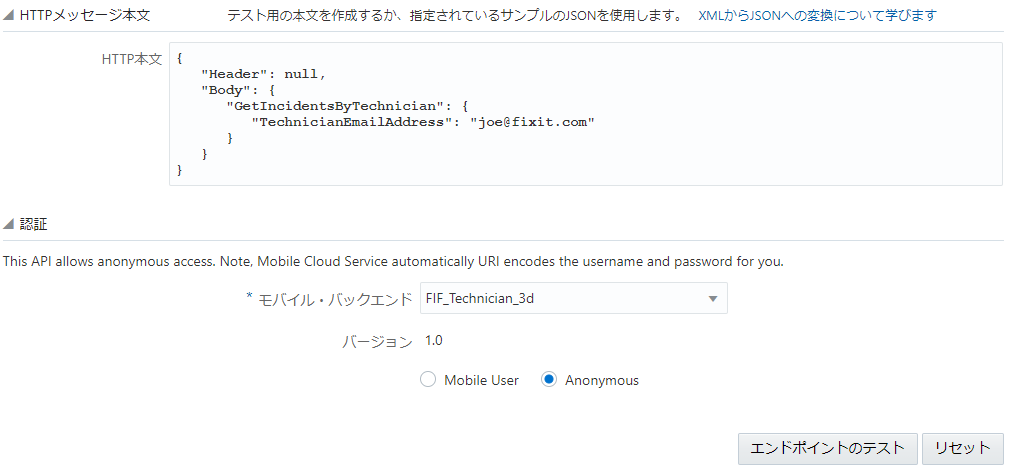 HTTPメッセージ本文 テスト用の本文を作成するか、指定されているサンプルのJSONを使用します。 XMLからJSONへの変換について学びます
HTTP本文
{
"Header": null,
"Body": {
"GetIncidentsByTechnician": {
"TechnicianEmailAddress": "joe@fixit.com"
}
}
}
認証
This API allows anonymous access. Note, Mobile Cloud Service automatically URI encodes the username and password for you.
* モバイル・バックエンド FIF_Technician_3d
バージョン 1.0
Mobile User Anonymous
エンドポイントのテスト リセット